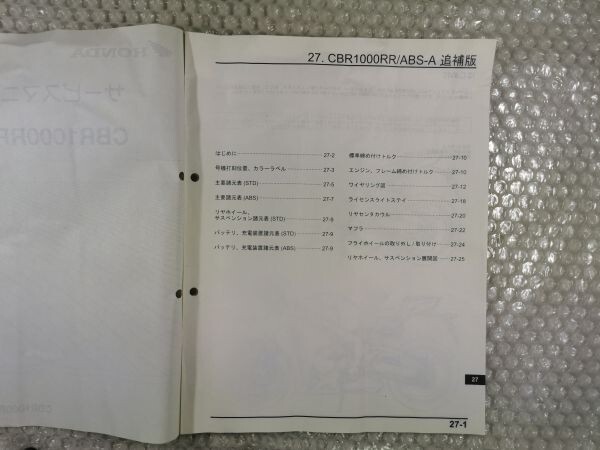 27. CBR1000RR/ABS-A 追補版
はじめに 27-2
号機打刻位置、カラーラベル 27-3
主要諸元表 (STD) 27-5
主要諸元表 (ABS) 27-7
リヤホイール、
サスペンション諸元表 (STD) 27-9
バッテリ、充電装置諸元表 (STD) 27-9
バッテリ、充電装置諸元表 (ABS) 27-9
標準締め付けトルク 27-10
エンジン、フレーム締め付けトルク 27-10
ワイヤリング図 27-12
ライセンスライトステイ 27-18
リヤセンタカウル 27-20
マフラ 27-22
フライホイールの取り外し / 取り付け 27-24
リヤホイール、サスペンション展開図 27-25
27
27-1